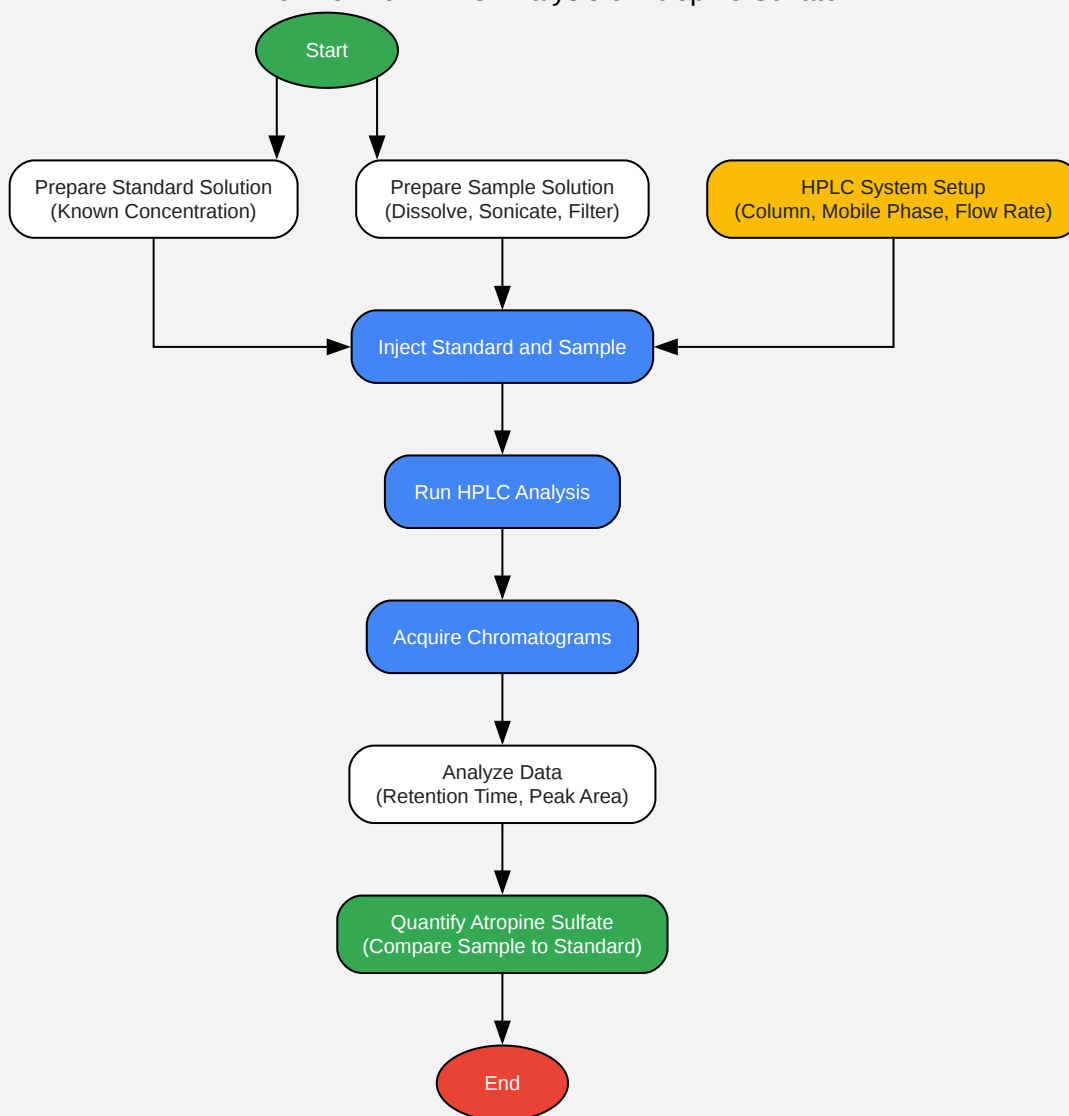 Start
Prepare Standard Solution
(Known Concentration)
Prepare Sample Solution
(Dissolve, Sonicate, Filter)
HPLC System Setup
(Column, Mobile Phase, Flow Rate)
Inject Standard and Sample
Run HPLC Analysis
Acquire Chromatograms
Analyze Data
(Retention Time, Peak Area)
Quantify Atropine Sulfate
(Compare Sample to Standard)
End